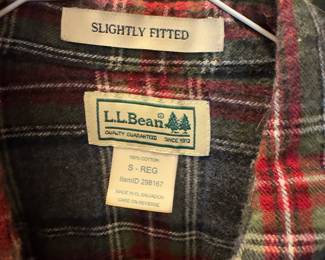 SLIGHTLY FITTED
L.L.Bean®
QUALITY GUARANTEED SINCE 1912
100% COTTON
S - REG
ItemID 298167
MADE IN EL SALVADOR
CARE ON REVERSE